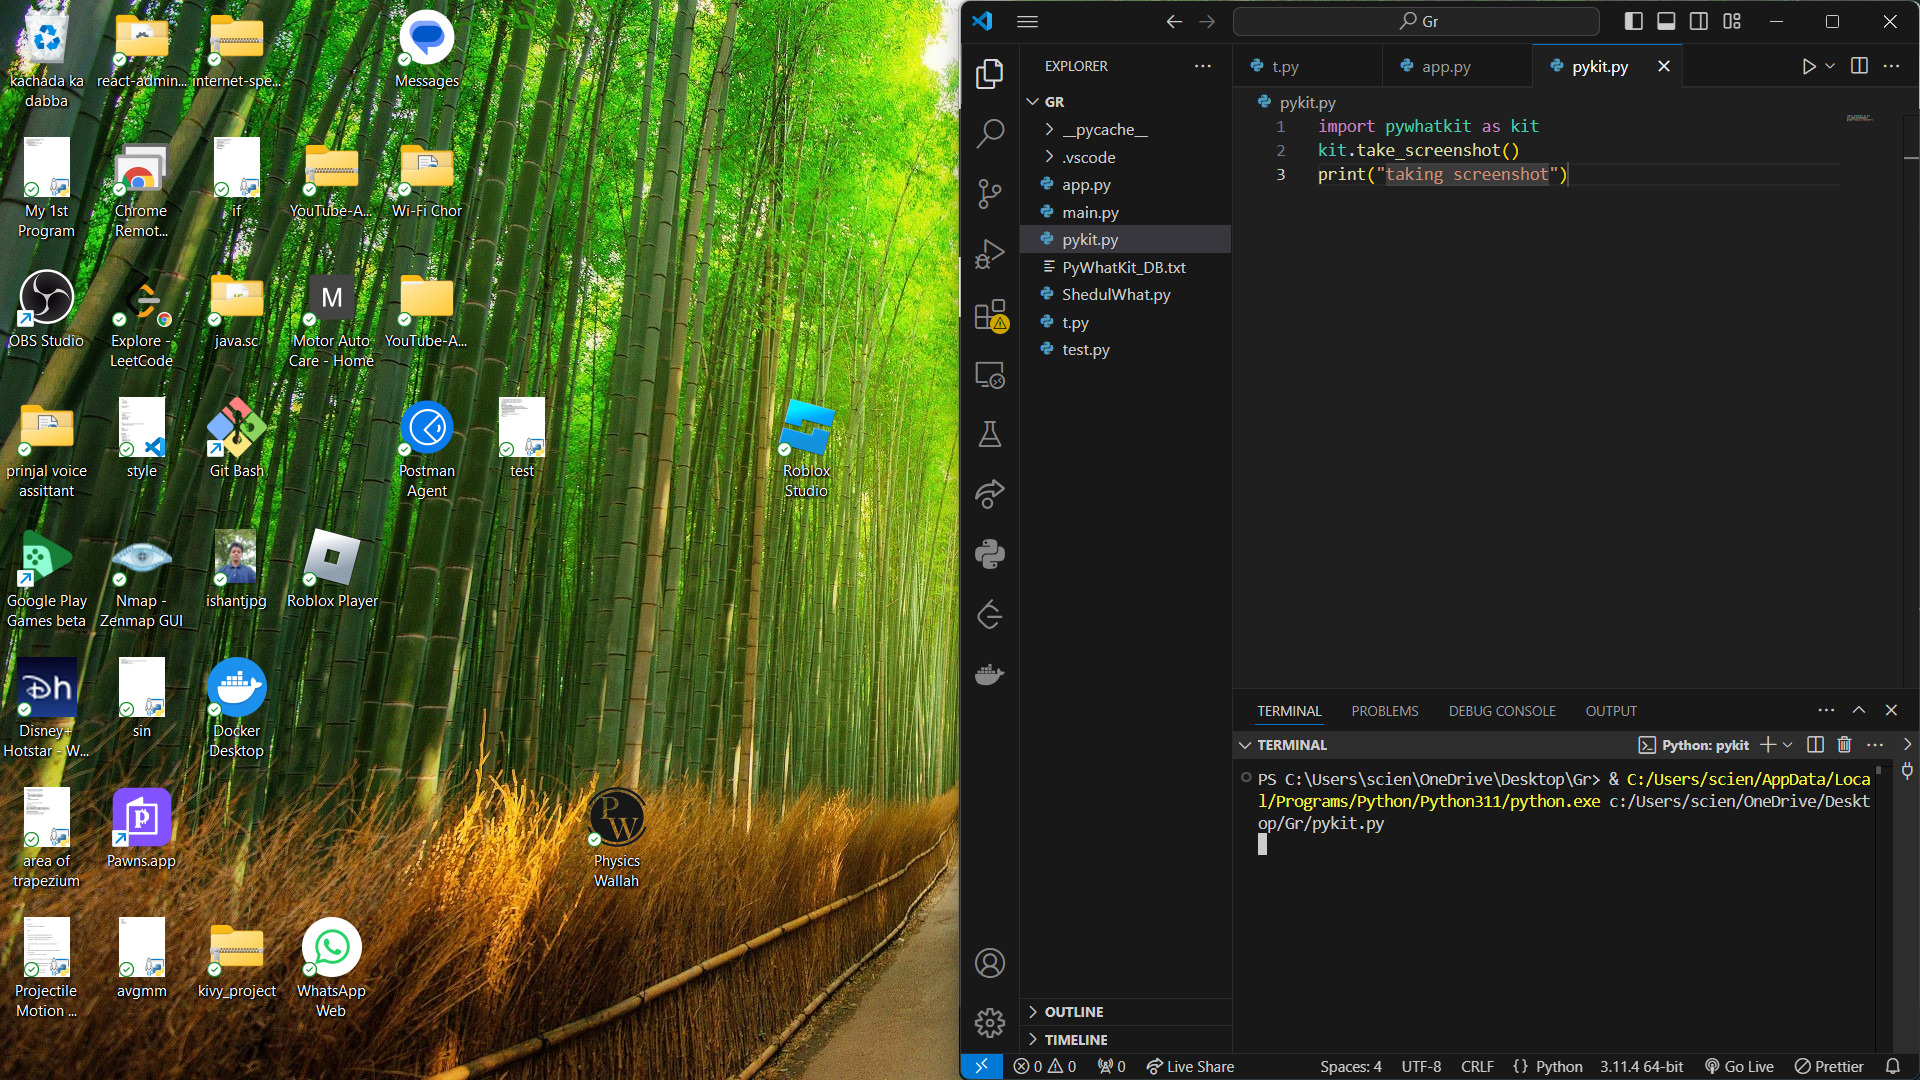 kachada ka
dabba
react-admin...
internet-spe...
Messages
My 1st
Program
Chrome
Remot...
if
YouTube-A...
Wi-Fi Chor
OBS Studio
Explore -
LeetCode
java.sc
M
Motor Auto
Care - Home
YouTube-A...
prinjal voice
assittant
style
Git Bash
Postman
Agent
test
Roblox
Studio
Google Play
Games beta
Nmap -
Zenmap GUI
ishantjpg
Roblox Player
Disney+
Hotstar - W...
sin
Docker
Desktop
area of
trapezium
Pawns.app
PW
Physics
Wallah
Projectile
Motion ...
avgmm
kivy_project
WhatsApp
Web
Gr
EXPLORER
GR
__pycache__
.vscode
app.py
main.py
pykit.py
PyWhatKit_DB.txt
ShedulWhat.py
t.py
test.py
OUTLINE
TIMELINE
t.py
app.py
pykit.py
pykit.py
1 import pywhatkit as kit
2 kit.take_screenshot()
3 print("taking screenshot")
TERMINAL PROBLEMS DEBUG CONSOLE OUTPUT
TERMINAL
Python: pykit
PS C:\Users\scien\OneDrive\Desktop\Gr> & C:/Users/scien/AppData/Loca
l/Programs/Python/Python311/python.exe c:/Users/scien/OneDrive/Deskt
op/Gr/pykit.py
0 0 0 Live Share Spaces: 4 UTF-8 CRLF {} Python 3.11.4 64-bit Go Live Prettier